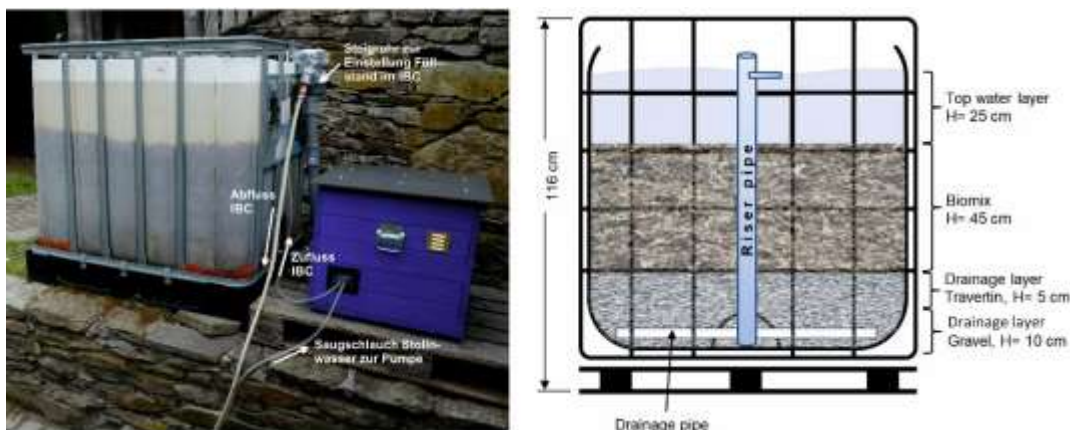 Steigrohr zur
Einstellung Füll
stand im IBC
Abfluss
IBC
Zufluss
IBC
Saugschlauch Stolln-
wasser zur Pumpe
116 cm
Riser pipe
Top water layer
H= 25 cm
Biomix
H= 45 cm
Drainage layer
Travertin, H= 5 cm
Drainage layer
Gravel, H= 10 cm
Drainage pipe